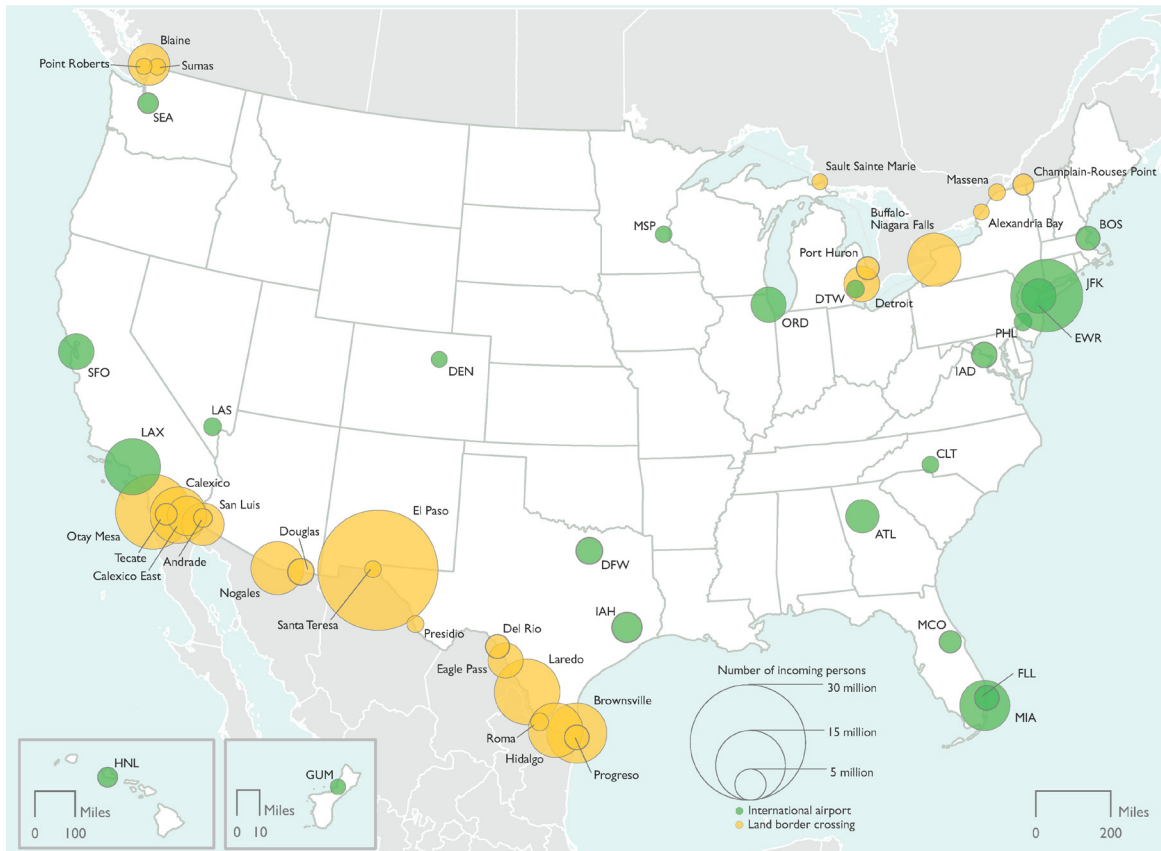 Blaine
Point Roberts
Sumas
SEA
Sault Sainte Marie
Massena
Champlain-Rouses Point
MSP
Buffalo-
Niagara Falls
Alexandria Bay
BOS
Port Huron
DTW
Detroit
JFK
ORD
PHL
EWR
SFO
DEN
IAD
LAS
LAX
CLT
Calexico
San Luis
El Paso
Otay Mesa
Tecate
Andrade
Calexico East
Douglas
DFW
ATL
Nogales
Santa Teresa
IAH
Presidio
Del Rio
MCO
Eagle Pass
Laredo
Number of incoming persons
FLL
30 million
Brownsville
MIA
Roma
15 million
Hidalgo
Progreso
5 million
HNL
GUM
International airport
Land border crossing
Miles
0 100
Miles
0 10
Miles
0 200